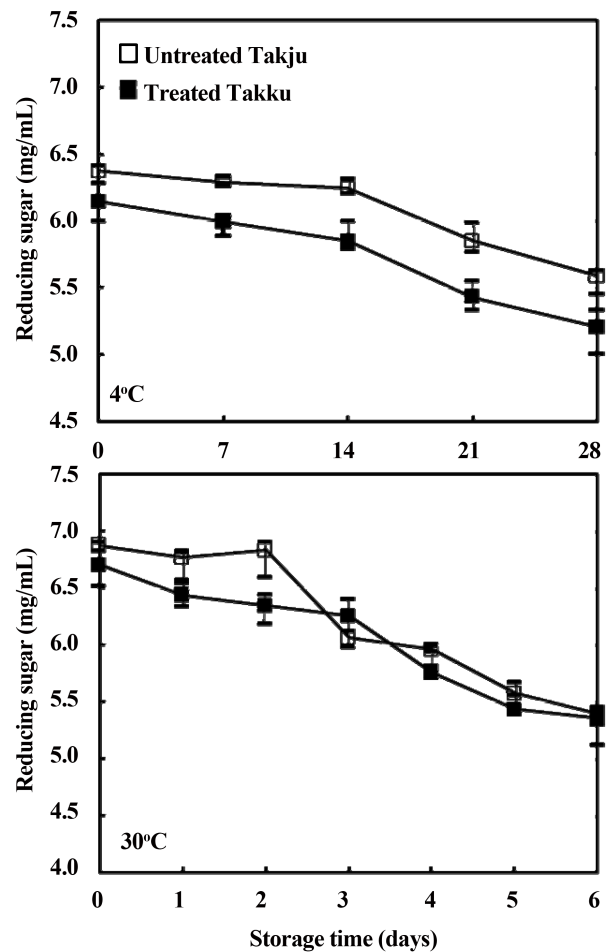 7.5
Untreated Takju
Treated Takku
7.0
6.5
6.0
5.5
5.0
4.5
Reducing sugar (mg/mL)
4°C
0 7 14 21 28
7.5
7.0
6.5
6.0
5.5
5.0
4.5
4.0
Reducing sugar (mg/mL)
30°C
0 1 2 3 4 5 6
Storage time (days)